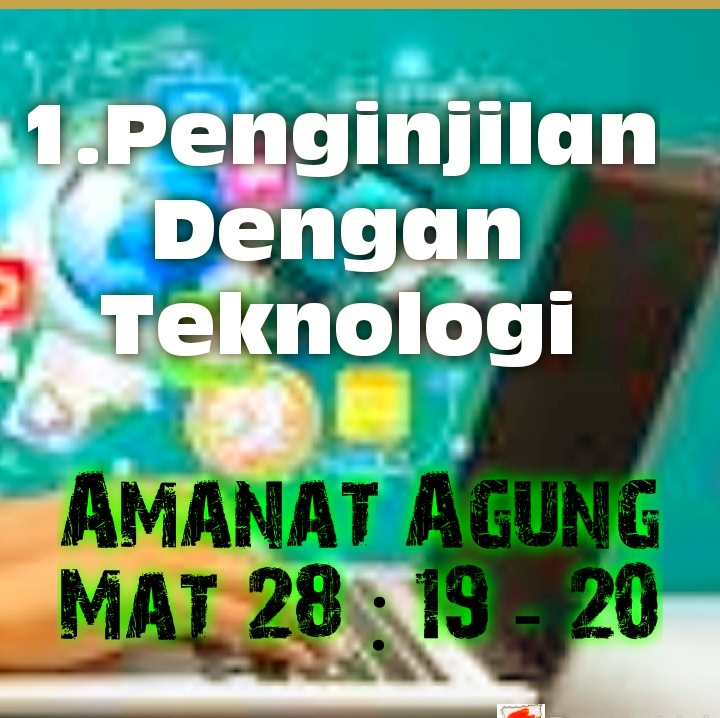 1.Penginjilan
Dengan
Teknologi
AMANAT AGUNG
MAT 28 : 19 - 20